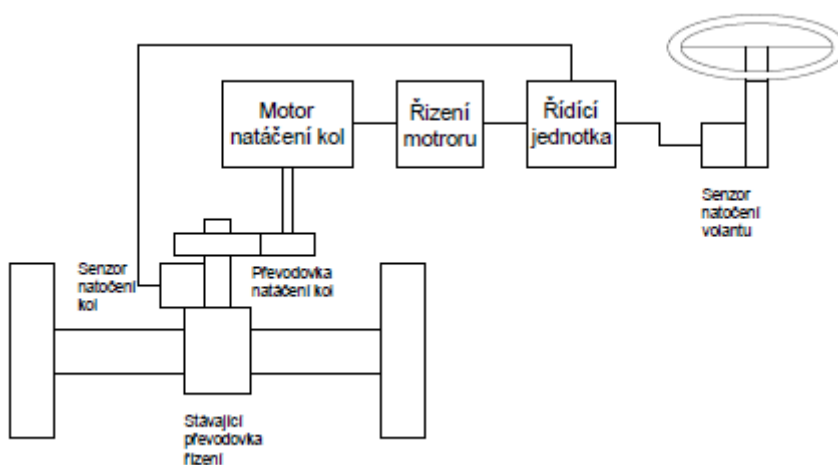 Motor
natáčení kol
Řízení
motroru
Řídící
jednotka
Senzor
natočení
volantu
Senzor
natočení
kol
Převodovka
natáčení kol
Stávající
převodovka
řízení